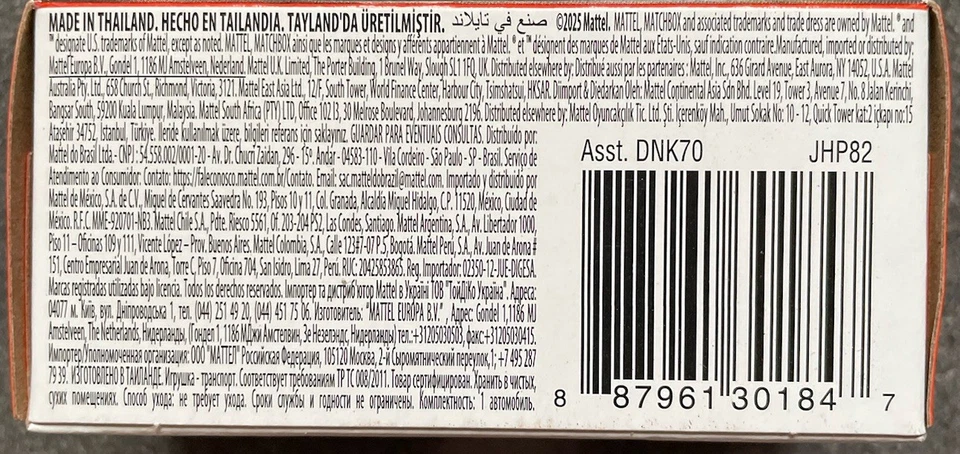 MADE IN THAILAND. HECHO EN TAILANDIA. TAYLAND'DA ÜRETİLMİŞTİR. صنع في تايلاند ©2025 Mattel. MATTEL, MATCHBOX and associated trademarks and trade dress are owned by Mattel. ® and
™ designate U.S. trademarks of Mattel, except as noted. MATTEL, MATCHBOX ainsi que les marques et designs y afférents appartiennent à Mattel. ® et ™ désignent des marques de Mattel aux États-Unis, sauf indication contraire. Manufactured, imported or distributed by:
Mattel Europa B.V., Gondel 1, 1186 MJ Amstelveen, Nederland. Mattel U.K. Limited, The Porter Building, 1 Brunel Way, Slough SL1 1FQ, UK. Distributed elsewhere by: Distribué aussi par les partenaires : Mattel, Inc., 636 Girard Avenue, East Aurora, NY 14052, U.S.A. Mattel
Australia Pty. Ltd., 658 Church St., Richmond, Victoria, 3121. Mattel East Asia Ltd., 12/F, South Tower, World Finance Center, Harbour City, Tsimshatsui, HK SAR. Diimport & Diedarkan Oleh: Mattel Continental Asia Sdn Bhd. Level 19, Tower 3, Avenue 7, No. 8 Jalan Kerinchi,
Bangsar South, 59200 Kuala Lumpur, Malaysia. Mattel South Africa (PTY) LTD, Office 102 I3, 30 Melrose Boulevard, Johannesburg 2196. Distributed elsewhere by: Mattel Oyuncakçılık Tic. Ltd. Şti. İçerenköy Mah., Umut Sokak No: 10 - 12, Quick Tower kat:2 içkapı no:15
Ataşehir 34752, İstanbul, Türkiye. İleride kullanılmak üzere, bilgileri referans için saklayınız. GUARDAR PARA EVENTUAIS CONSULTAS. Distribuido por:
Mattel do Brasil Ltda. - CNPJ : 54.558.002/0001-20 - Av. Dr. Chucri Zaidan, 296 - 15º. Andar - 04583-110 - Vila Cordeiro - São Paulo - SP - Brasil. Serviço de
Atendimento ao Consumidor: Contato: https://faleconosco.mattel.com.br/Contato. Email: sac.matteldobrazil@mattel.com. Importado y distribuido por
Mattel de México, S.A. de C.V., Miguel de Cervantes Saavedra No. 193, Pisos 10 y 11, Col. Granada, Alcaldía Miguel Hidalgo, C.P. 11520, México, Ciudad de
México. R.F.C. MME-920701-NB3. Mattel Chile S.A., Pdte. Riesco 5561, Of. 203-204 P52, Las Condes, Santiago. Mattel Argentina, S.A., Av. Libertador 1000,
Piso 11 – Oficinas 109 y 111, Vicente López – Prov. Buenos Aires. Mattel Colombia, S.A., Calle 123#7-07 P.5, Bogotá. Mattel Perú, S.A., Av. Juan de Arona #
151, Centro Empresarial Juan de Arona, Torre C, Piso 7, Oficina 704, San Isidro, Lima 27, Perú. RUC: 20425853865. Reg. Importador: 02350-12-JUE-DIGESA.
Marcas registradas utilizadas bajo licencia. Todos los derechos reservados. Імпортер та дистриб'ютор Mattel в Україні ТОВ "ТойДіКо Україна". Адреса:
04077 м. Київ, вул. Дніпроводська 1, тел. (044) 251 49 20, (044) 451 75 06. Изготовитель: "MATTEL EUROPA B.V." , Адрес: Gondel 1, 1186 MJ
Amstelveen, The Netherlands, Нидерланды, (Гондел 1, 1186 МДжи Амстелвин, Зе Незерландс, Нидерланды) тел.:+31205030503, факс+31205030415.
Импортер/Уполномоченная организация: ООО "МАТТЕЛ" Российская Федерация, 105120 Москва, 2-й Сыромятнический переулок,1; +7 495 287
79 39. ИЗГОТОВЛЕНО В ТАИЛАНДЕ. Игрушка - транспорт. Соответствует требованиям ТР ТС 008/2011. Товар сертифицирован. Хранить в чистых,
сухих помещениях. Способ ухода: не требует ухода. Сроки службы и годности не ограничены. Комплектность: 1 автомобиль.
Asst. DNK70 JHP82
8 87961 30184 7